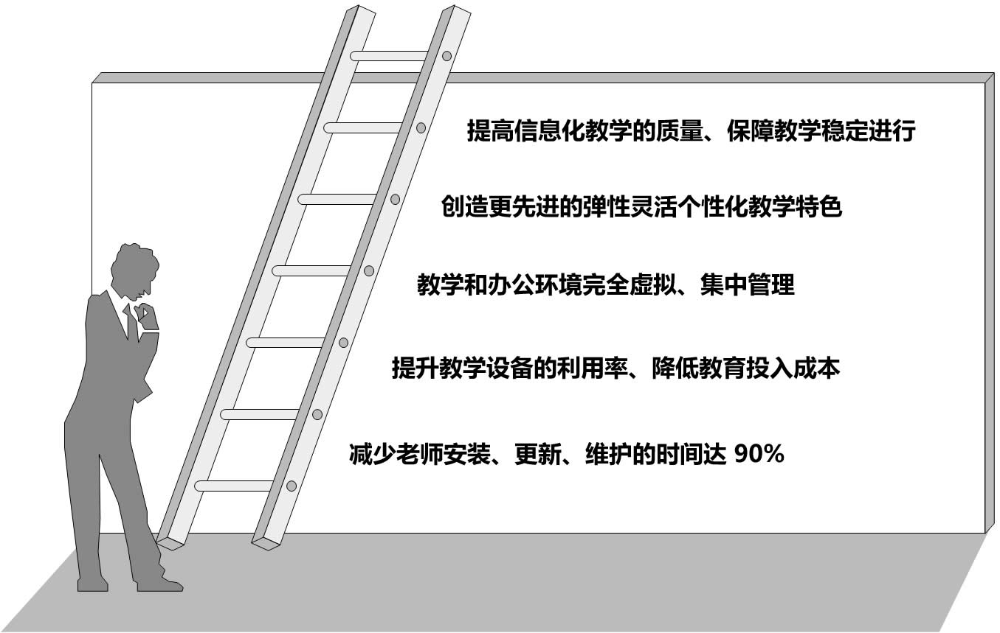 提高信息化教学的质量、保障教学稳定进行
创造更先进的弹性灵活个性化教学特色
教学和办公环境完全虚拟、集中管理
提升教学设备的利用率、降低教育投入成本
减少老师安装、更新、维护的时间达 90%